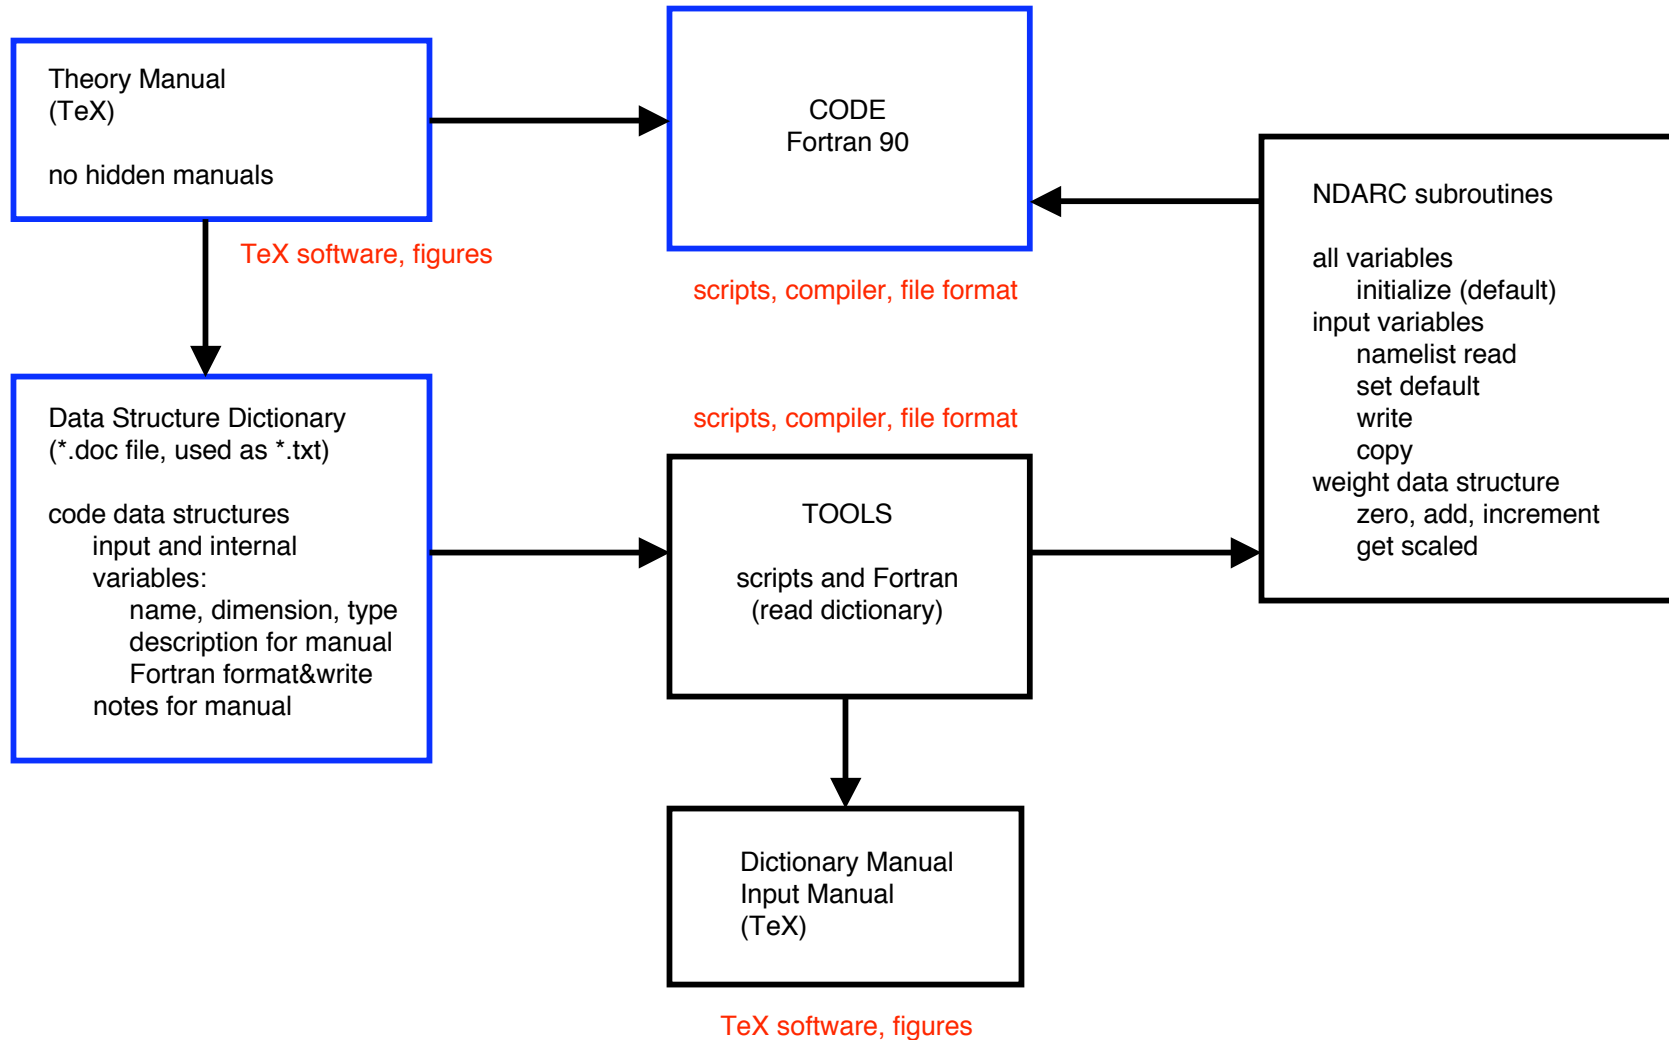 Theory Manual
(TeX)
no hidden manuals
TeX software, figures
CODE
Fortran 90
scripts, compiler, file format
NDARC subroutines
all variables
initialize (default)
input variables
namelist read
set default
write
copy
weight data structure
zero, add, increment
get scaled
Data Structure Dictionary
(*.doc file, used as *.txt)
code data structures
input and internal
variables:
name, dimension, type
description for manual
Fortran format&write
notes for manual
scripts, compiler, file format
TOOLS
scripts and Fortran
(read dictionary)
Dictionary Manual
Input Manual
(TeX)
TeX software, figures